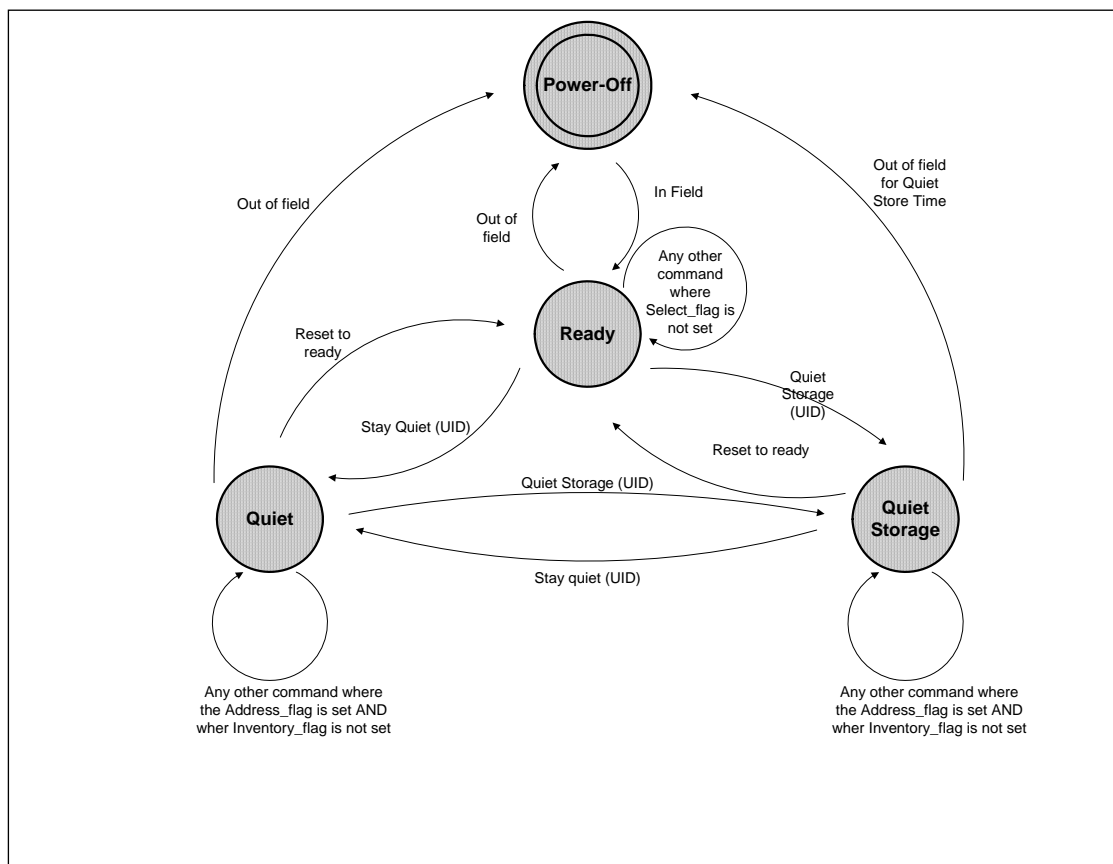 Power-Off
Out of field
for Quiet
Store Time
Out of field
In Field
Out of
field
Any other
command
where
Select_flag is
not set
Ready
Reset to
ready
Quiet
Storage
(UID)
Stay Quiet (UID)
Reset to ready
Quiet Storage (UID)
Quiet
Quiet
Storage
Stay quiet (UID)
Any other command where
the Address_flag is set AND
wher Inventory_flag is not set
Any other command where
the Address_flag is set AND
wher Inventory_flag is not set